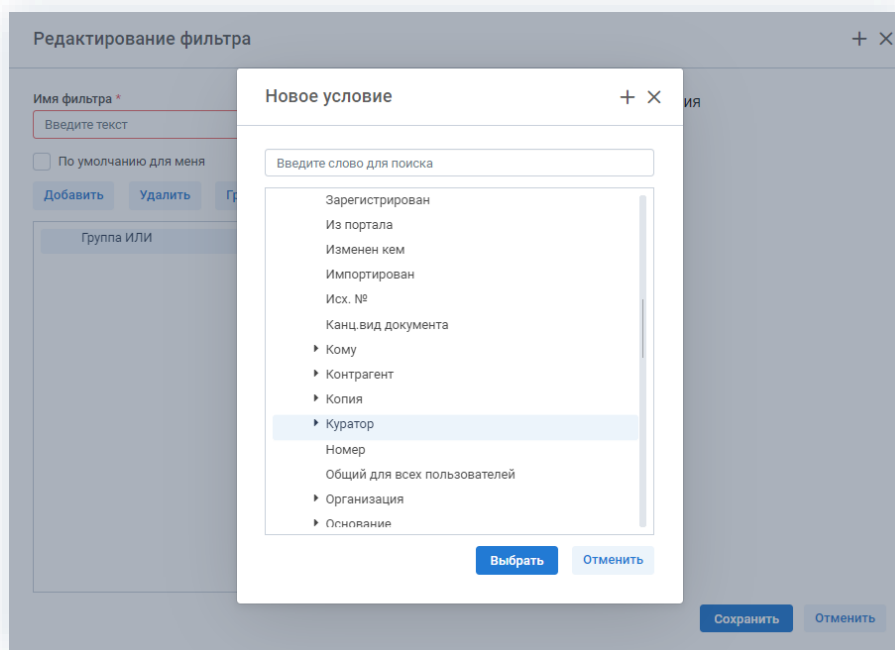 Редактирование фильтра
Имя фильтра *
Введите текст
По умолчанию для меня
Добавить Удалить
Группа ИЛИ
Новое условие
Введите слово для поиска
Зарегистрирован
Из портала
Изменен кем
Импортирован
Исх. №
Канц.вид документа
Кому
Контрагент
Копия
Куратор
Номер
Общий для всех пользователей
Организация
Основание
Выбрать Отменить
Сохранить Отменить